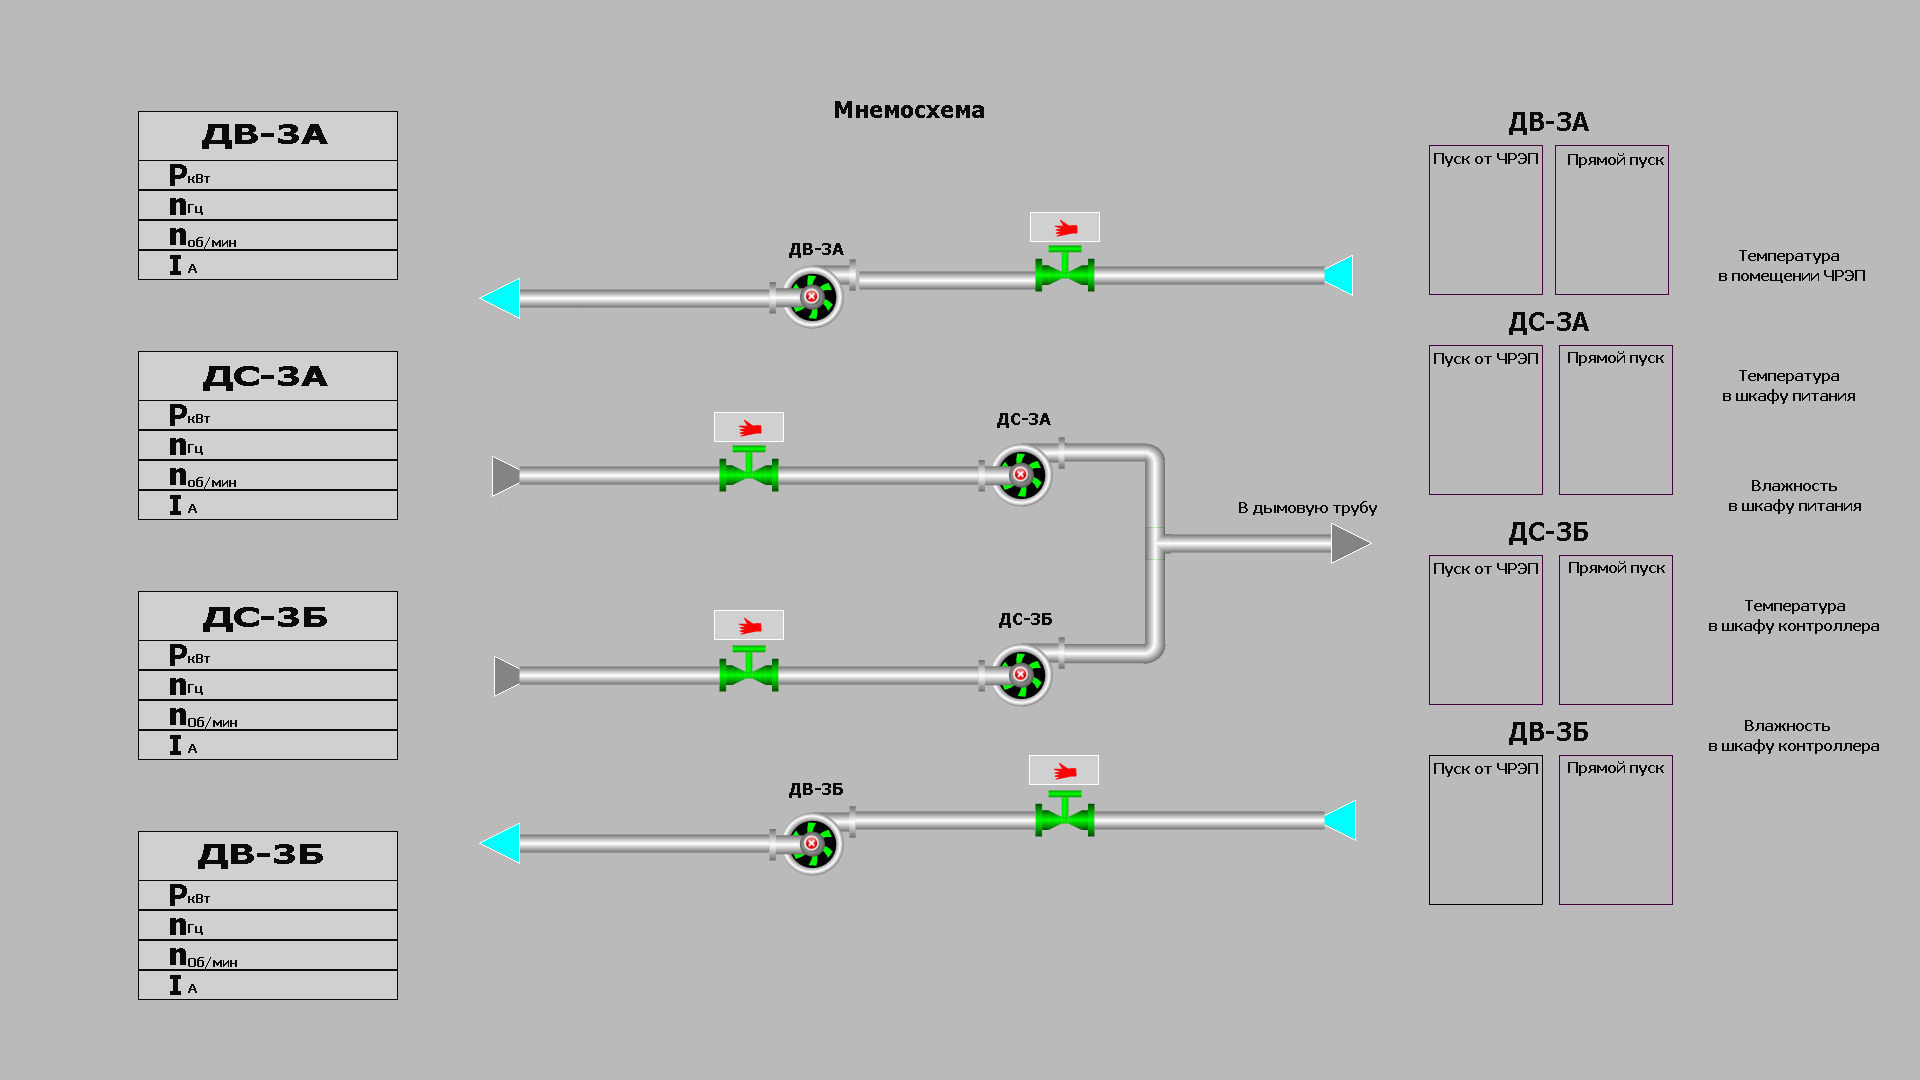 Мнемосхема
ДВ-3А
PкВт
nГц
nоб/мин
I А
ДС-3А
PкВт
nГц
nоб/мин
I А
ДС-3Б
PкВт
nГц
nОб/мин
I А
ДВ-3Б
PкВт
nГц
nОб/мин
I А
ДВ-3А
ДС-3А
В дымовую трубу
ДС-3Б
ДВ-3Б
ДВ-3А
Пуск от ЧРЭП
Прямой пуск
ДС-3А
Пуск от ЧРЭП
Прямой пуск
ДС-3Б
Пуск от ЧРЭП
Прямой пуск
ДВ-3Б
Пуск от ЧРЭП
Прямой пуск
Температура
в помещении ЧРЭП
Температура
в шкафу питания
Влажность
в шкафу питания
Температура
в шкафу контроллера
Влажность
в шкафу контроллера